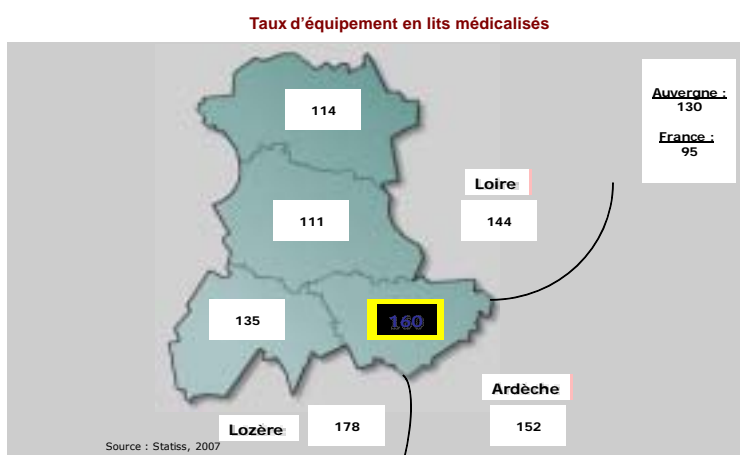 Taux d'équipement en lits médicalisés
Auvergne :
130
France :
95
114
Loire
144
111
135
160
Ardèche
152
Lozère
178
Source : Statiss, 2007